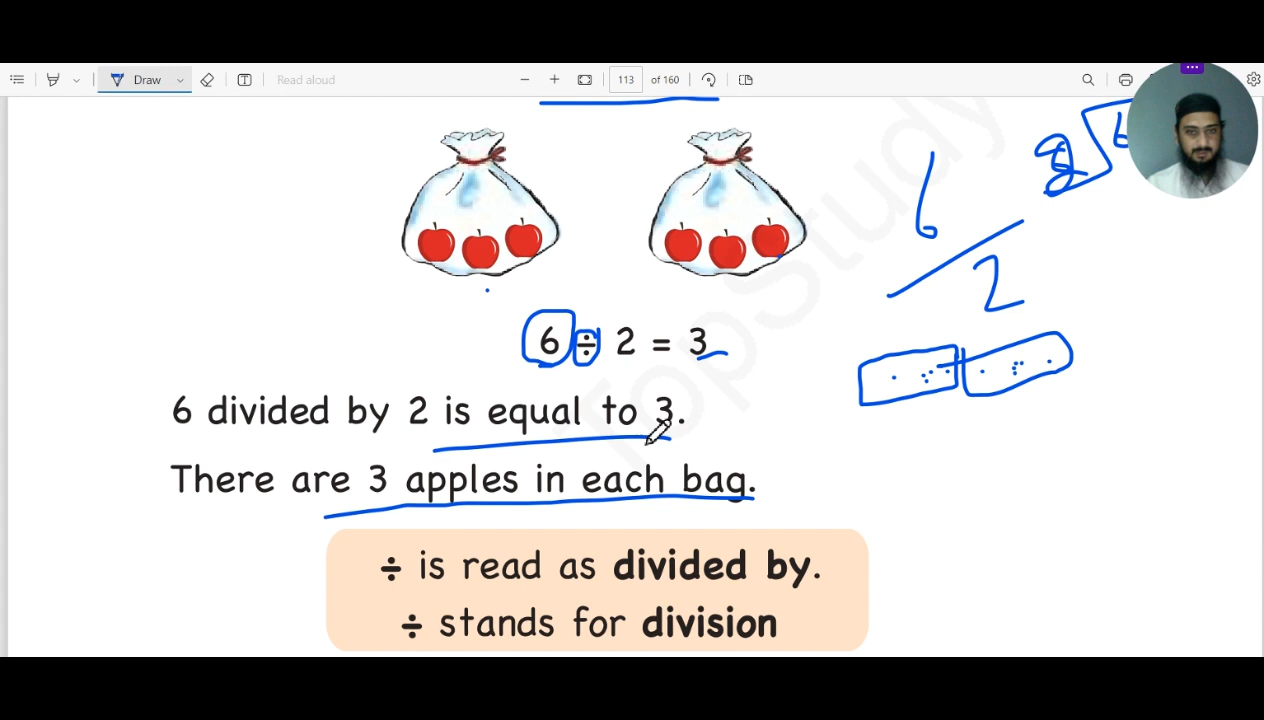 Draw
Read aloud
113 of 160
6
2
6 ÷ 2 = 3
6 divided by 2 is equal to 3.
There are 3 apples in each bag.
÷ is read as divided by.
÷ stands for division
TopStudy